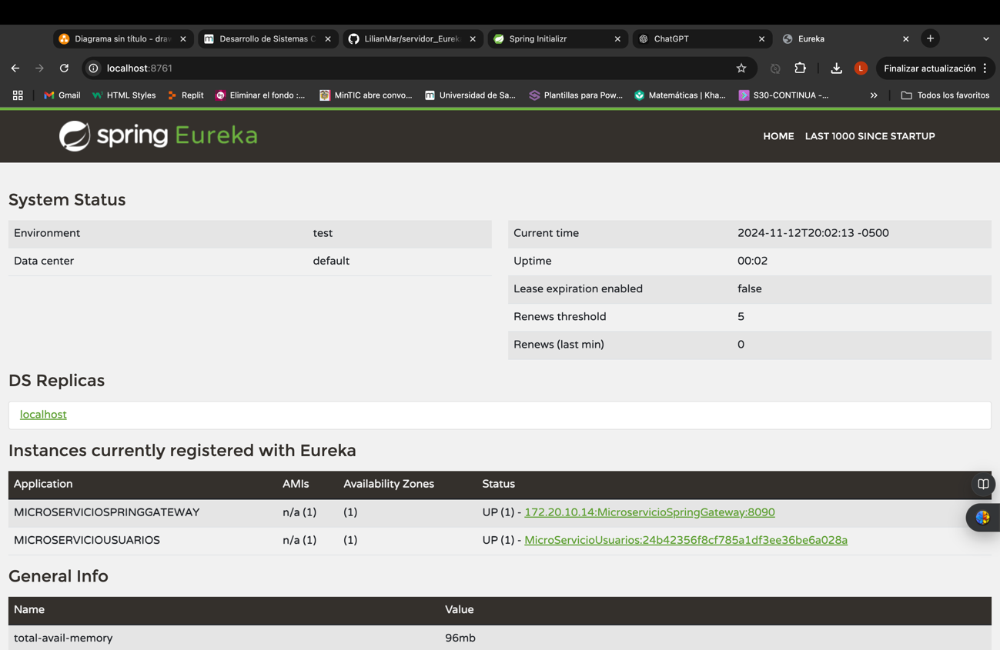 Diagrama sin título - drav
Desarrollo de Sistemas C
LilianMar/servidor_Eurek
Spring Initializr
ChatGPT
Eureka
localhost:8761
L
Finalizar actualización
Gmail
HTML Styles
Replit
Eliminar el fondo :...
MinTIC abre convo...
Universidad de Sa...
Plantillas para Pow...
Matemáticas | Kha...
S30-CONTINUA -...
Todos los favoritos
spring Eureka
HOME LAST 1000 SINCE STARTUP
System Status
Environment test
Data center default
Current time 2024-11-12T20:02:13 -0500
Uptime 00:02
Lease expiration enabled false
Renews threshold 5
Renews (last min) 0
DS Replicas
localhost
Instances currently registered with Eureka
Application AMIs Availability Zones Status
MICROSERVICIOSPRINGGATEWAY n/a (1) (1) UP (1) - 172.20.10.14:MicroservicioSpringGateway:8090
MICROSERVICIOUSUARIOS n/a (1) (1) UP (1) - MicroServicioUsuarios:24b42356f8cf785a1df3ee36be6a028a
General Info
Name Value
total-avail-memory 96mb